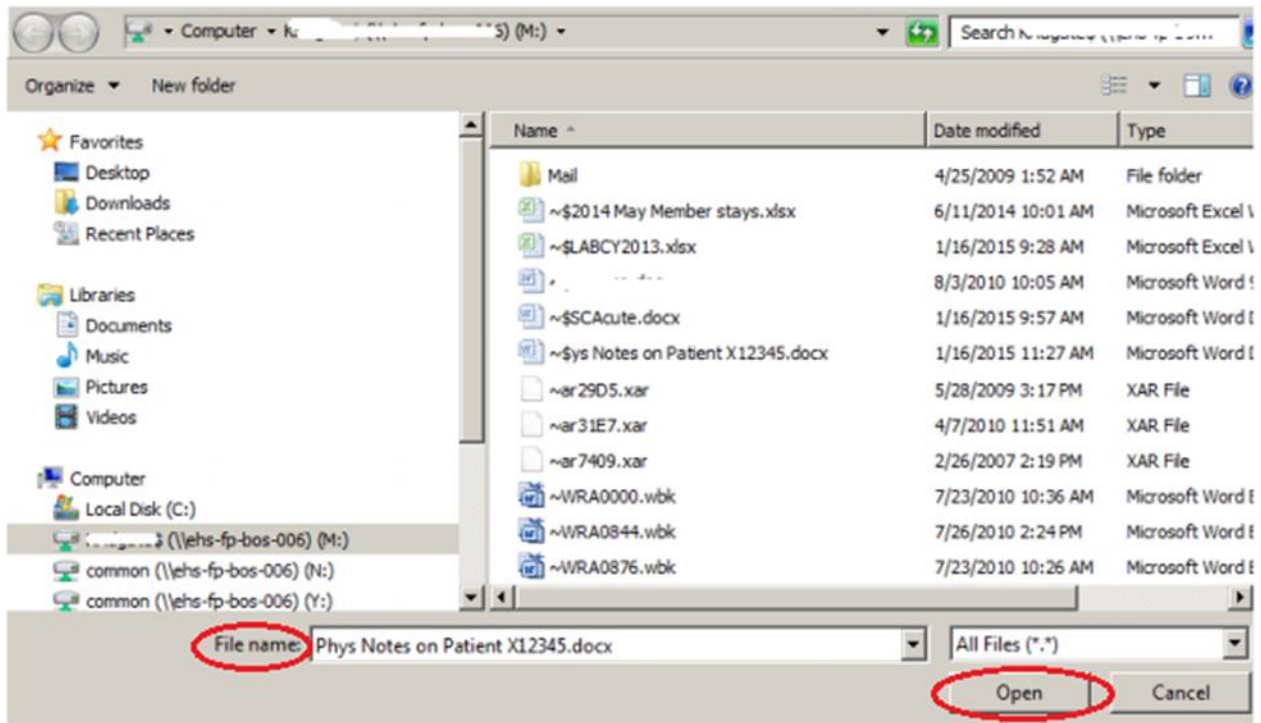 Computer (M:)
Search
Organize New folder
Favorites
Desktop
Downloads
Recent Places
Libraries
Documents
Music
Pictures
Videos
Computer
Local Disk (C:)
$ (\\ehs-fp-bos-006) (M:)
common (\\ehs-fp-bos-006) (N:)
common (\\ehs-fp-bos-006) (Y:)
Name Date modified Type
Mail 4/25/2009 1:52 AM File folder
~$2014 May Member stays.xlsx 6/11/2014 10:01 AM Microsoft Excel
~$LABCY2013.xlsx 1/16/2015 9:28 AM Microsoft Excel
8/3/2010 10:05 AM Microsoft Word
~$SCAcute.docx 1/16/2015 9:57 AM Microsoft Word
~$ys Notes on Patient X12345.docx 1/16/2015 11:27 AM Microsoft Word
~ar29D5.xar 5/28/2009 3:17 PM XAR File
~ar31E7.xar 4/7/2010 11:51 AM XAR File
~ar7409.xar 2/26/2007 2:19 PM XAR File
~WRA0000.wbk 7/23/2010 10:36 AM Microsoft Word
~WRA0844.wbk 7/26/2010 2:24 PM Microsoft Word
~WRA0876.wbk 7/23/2010 10:26 AM Microsoft Word
File name: Phys Notes on Patient X12345.docx All Files (*.*)
Open Cancel